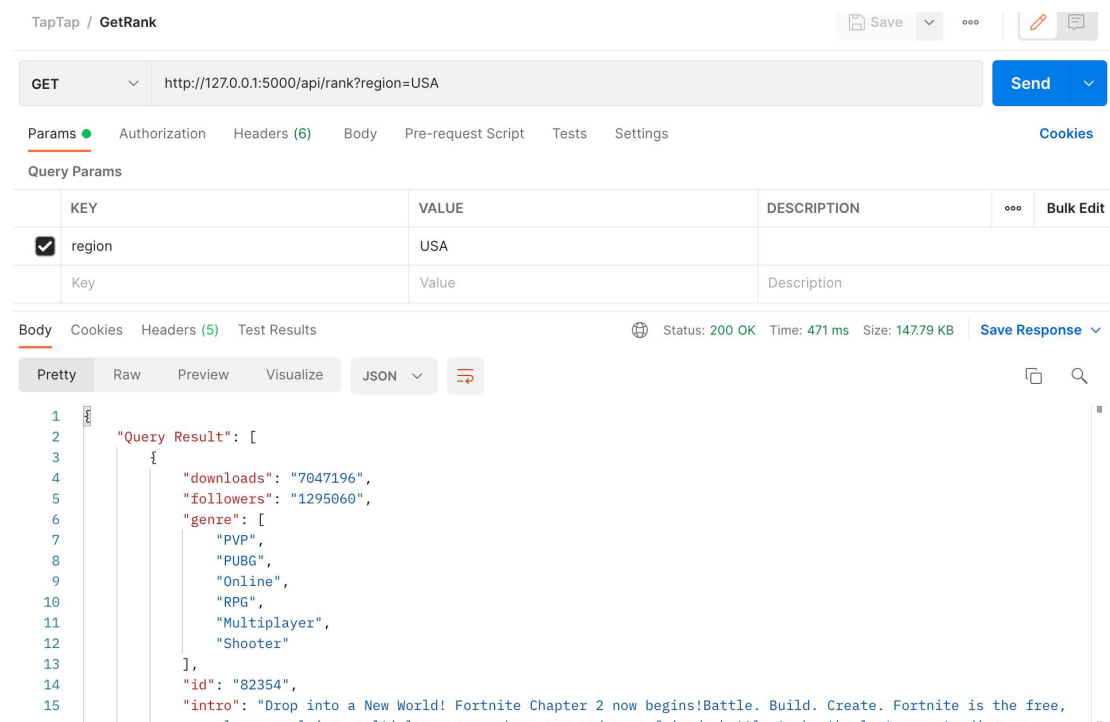 TapTap / GetRank
Save
GET http://127.0.0.1:5000/api/rank?region=USA Send
Params Authorization Headers (6) Body Pre-request Script Tests Settings Cookies
Query Params
KEY VALUE DESCRIPTION Bulk Edit
region USA
Key Value Description
Body Cookies Headers (5) Test Results Status: 200 OK Time: 471 ms Size: 147.79 KB Save Response
Pretty Raw Preview Visualize JSON
1 {
2 "Query Result": [
3 {
4 "downloads": "7047196",
5 "followers": "1295060",
6 "genre": [
7 "PVP",
8 "PUBG",
9 "Online",
10 "RPG",
11 "Multiplayer",
12 "Shooter"
13 ],
14 "id": "82354",
15 "intro": "Drop into a New World! Fortnite Chapter 2 now begins!Battle. Build. Create. Fortnite is the free,